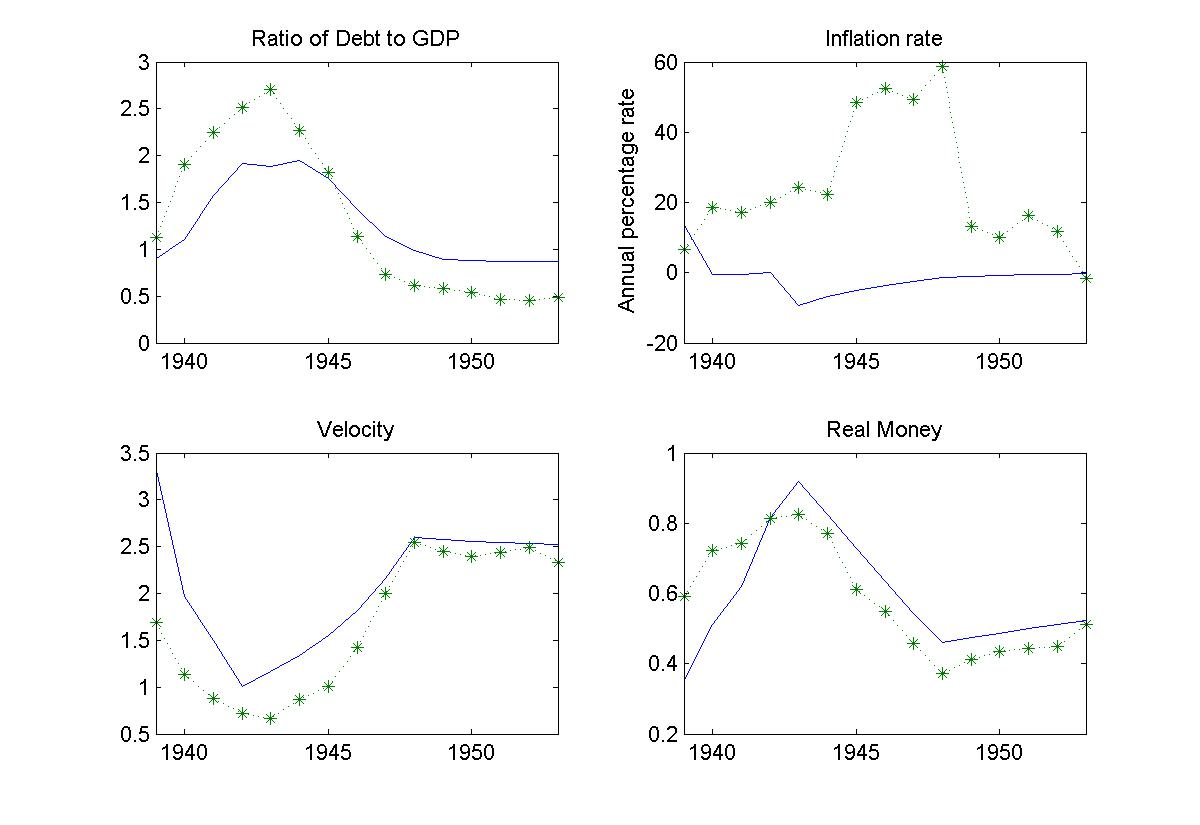 Ratio of Debt to GDP
3
2.5
2
1.5
1
0.5
0
1940 1945 1950
Inflation rate
Annual percentage rate
60
40
20
0
-20
1940 1945 1950
Velocity
3.5
3
2.5
2
1.5
1
0.5
1940 1945 1950
Real Money
1
0.8
0.6
0.4
0.2
1940 1945 1950